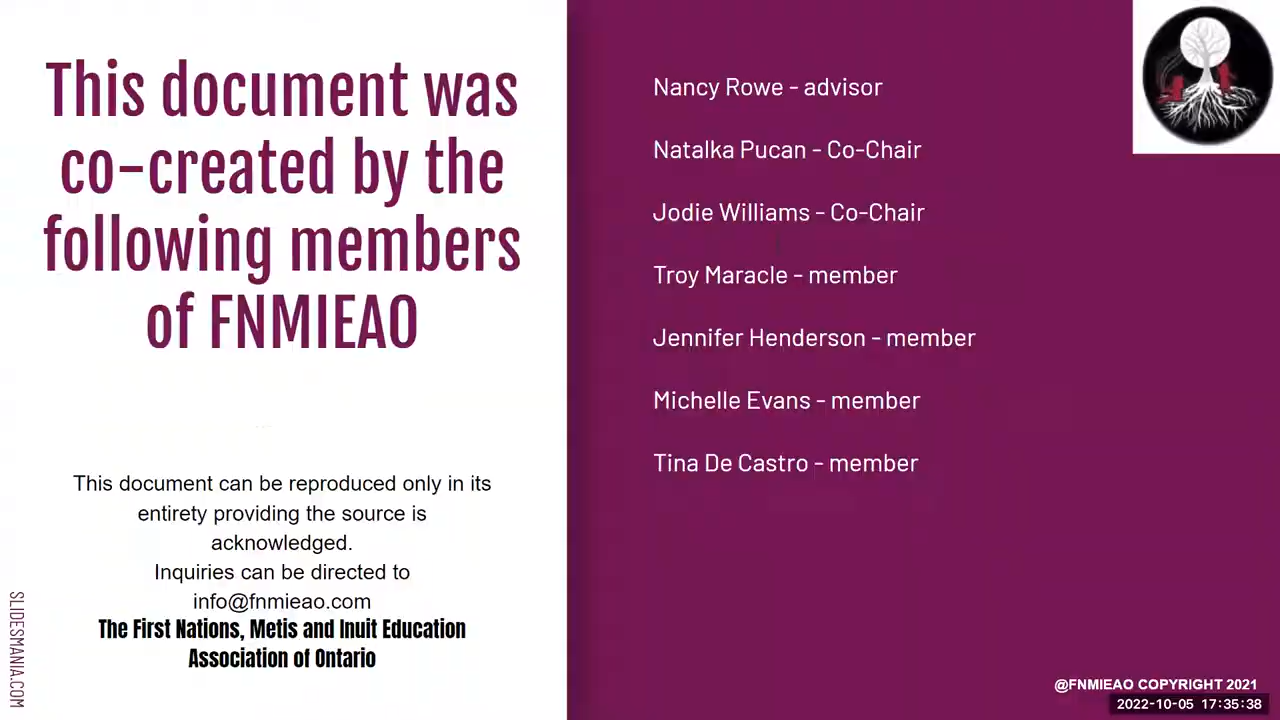 This document was
co-created by the
following members
of FNMIEAO
This document can be reproduced only in its
entirety providing the source is
acknowledged.
Inquiries can be directed to
info@fnmieao.com
The First Nations, Metis and Inuit Education
Association of Ontario
SLIDESMANIA.COM
Nancy Rowe - advisor
Natalka Pucan - Co-Chair
Jodie Williams - Co-Chair
Troy Maracle - member
Jennifer Henderson - member
Michelle Evans - member
Tina De Castro - member
@FNMIEAO COPYRIGHT 2021
2022-10-05 17:35:38